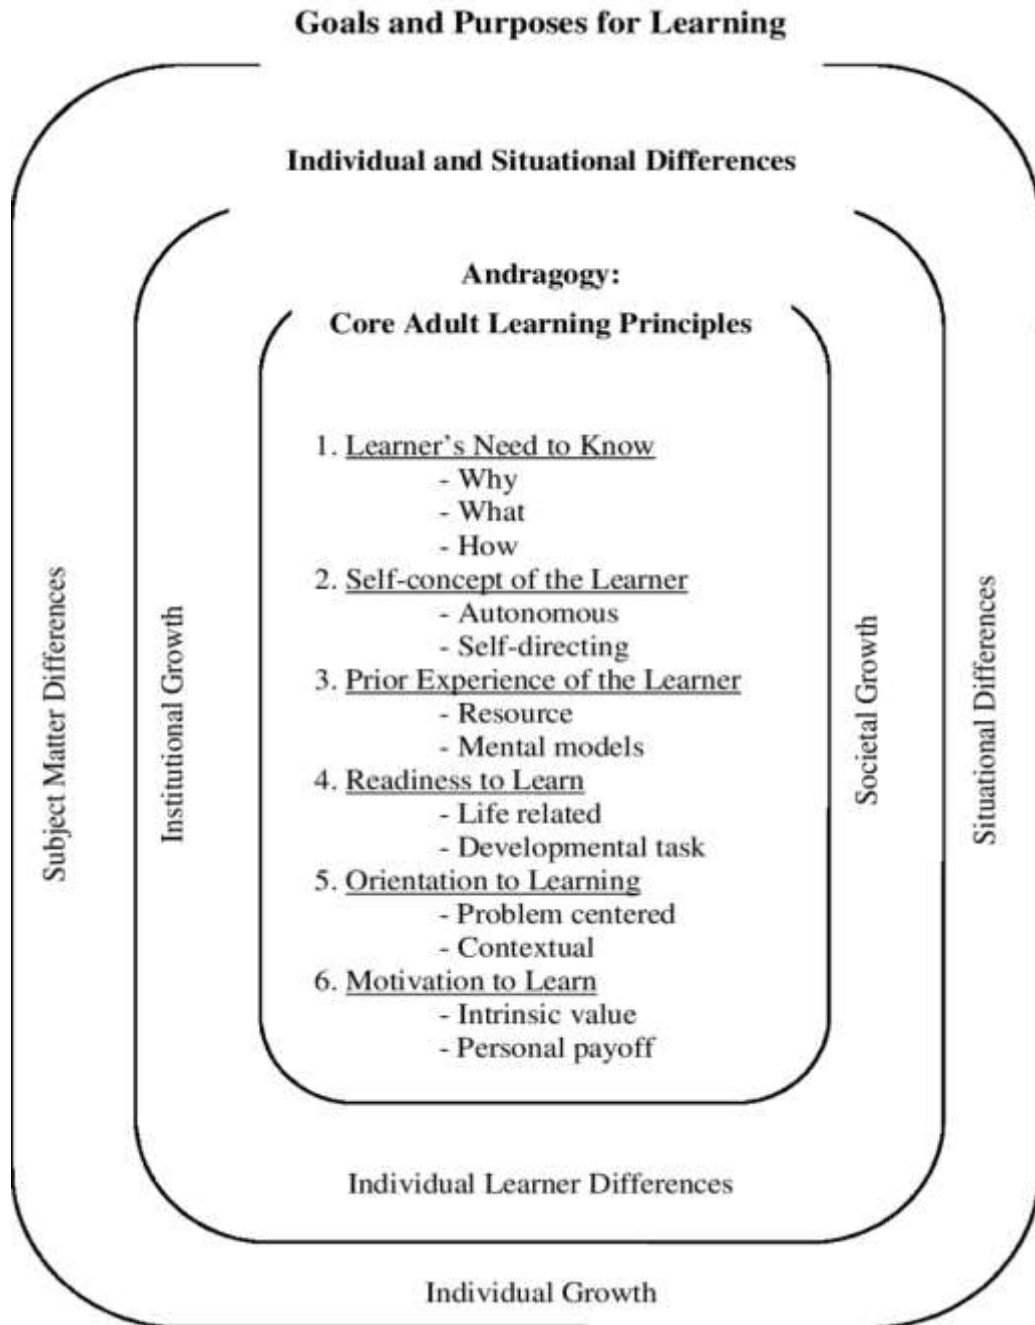 Goals and Purposes for Learning
Individual and Situational Differences
Andragogy:
Core Adult Learning Principles
1. Learner's Need to Know
- Why
- What
- How
2. Self-concept of the Learner
- Autonomous
- Self-directing
3. Prior Experience of the Learner
- Resource
- Mental models
4. Readiness to Learn
- Life related
- Developmental task
5. Orientation to Learning
- Problem centered
- Contextual
6. Motivation to Learn
- Intrinsic value
- Personal payoff
Subject Matter Differences
Institutional Growth
Societal Growth
Situational Differences
Individual Learner Differences
Individual Growth